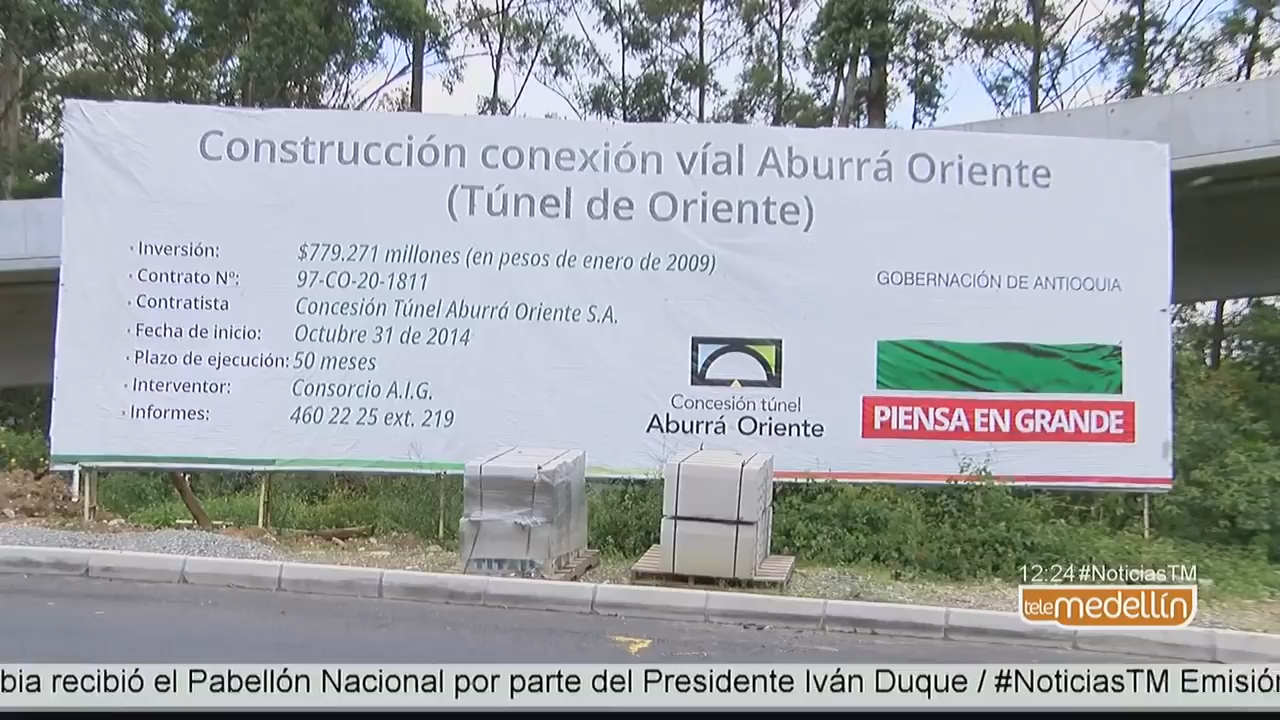 Construcción conexión víal Aburrá Oriente
(Túnel de Oriente)
· Inversión: $779.271 millones (en pesos de enero de 2009)
· Contrato Nº: 97-CO-20-1811
· Contratista Concesión Túnel Aburrá Oriente S.A.
· Fecha de inicio: Octubre 31 de 2014
· Plazo de ejecución: 50 meses
· Interventor: Consorcio A.I.G.
· Informes: 460 22 25 ext. 219
Concesión túnel
Aburrá Oriente
GOBERNACIÓN DE ANTIOQUIA
PIENSA EN GRANDE
12:24 #NoticiasTM
telemedellín
bia recibió el Pabellón Nacional por parte del Presidente Iván Duque / #NoticiasTM Emisión